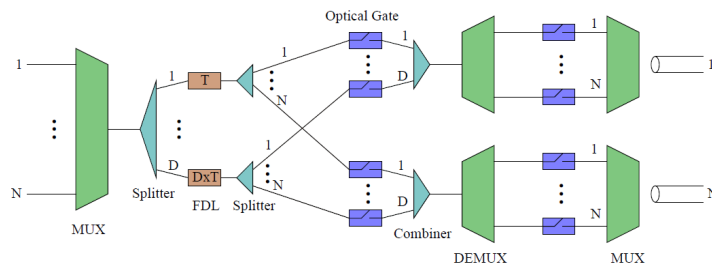 Optical Gate
1
1
1
1
1
1
T
N
D
N
D
1
1
1
D
DxT
N
D
N
N
N
Splitter
FDL
Splitter
Combiner
MUX
DEMUX
MUX